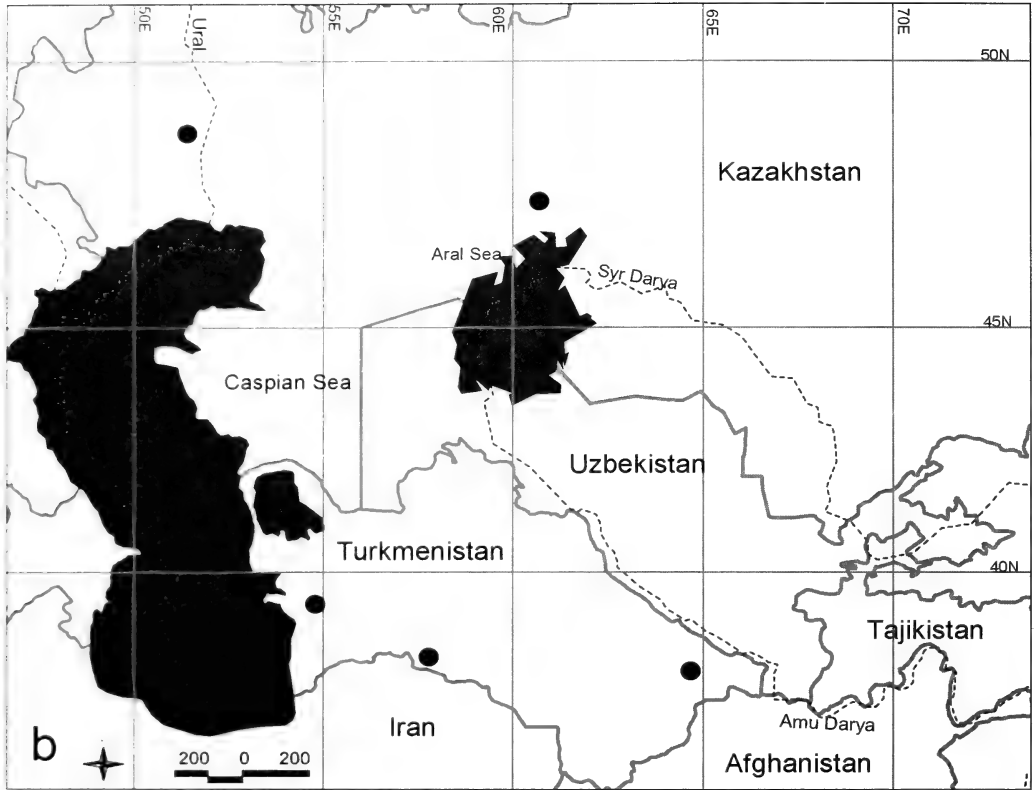 50E
55E
60E
65E
70E
Ural
50N
Kazakhstan
Aral Sea
Syr Darya
45N
Caspian Sea
Uzbekistan
Turkmenistan
40N
Tajikistan
Iran
Amu Darya
Afghanistan
b
200 0 200